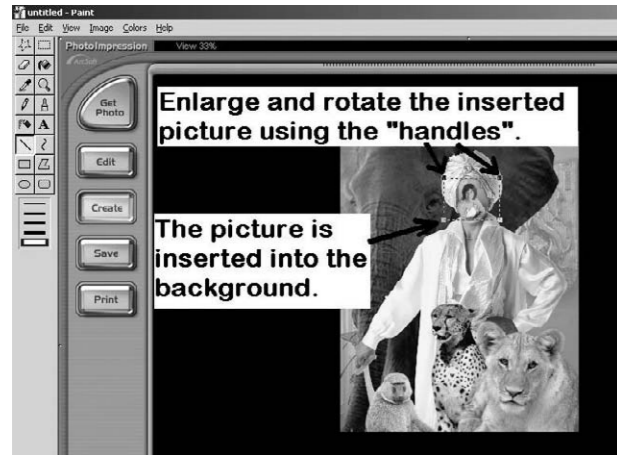 untitled - Paint
File Edit View Image Colors Help
PhotoImpression View 33%
ArcSoft
Get
Photo
Edit
Create
Save
Print
A
Enlarge and rotate the inserted
picture using the "handles".
The picture is
inserted into the
background.